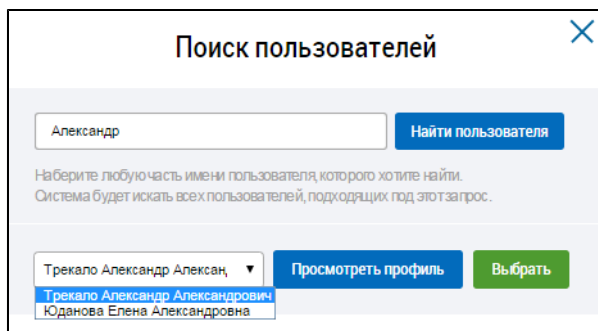 Поиск пользователей
Александр
Найти пользователя
Наберите любую часть имени пользователя, которого хотите найти.
Система будет искать всех пользователей, подходящих под этот запрос.
Трекало Александр Алексан,
Просмотреть профиль
Выбрать
Трекало Александр Александрович
Юданова Елена Александровна